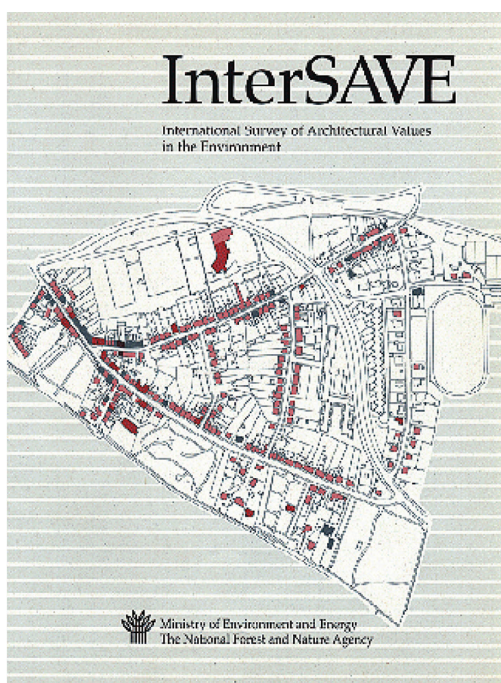 InterSAVE
International Survey of Architectural Values
in the Environment
Ministry of Environment and Energy
The National Forest and Nature Agency